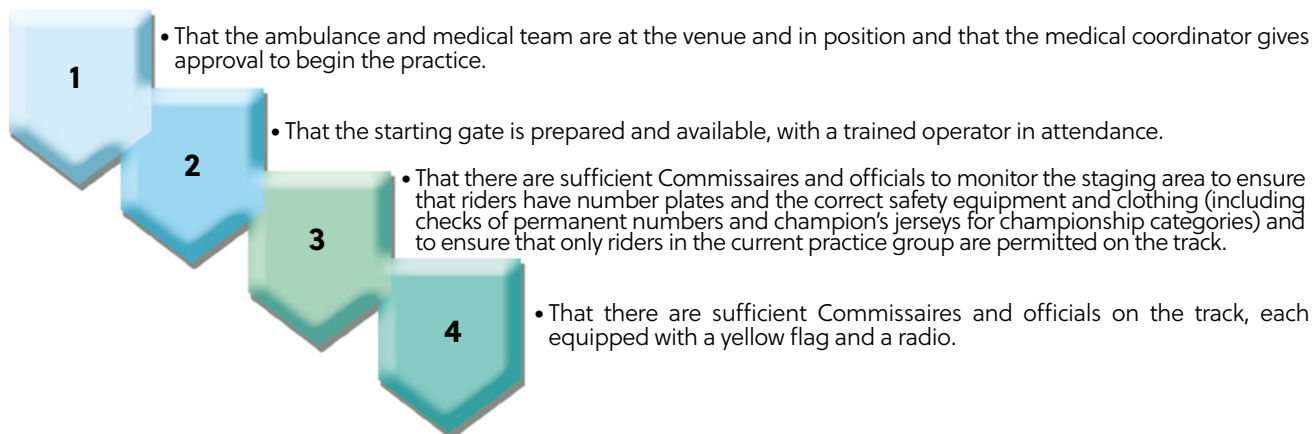 1
• That the ambulance and medical team are at the venue and in position and that the medical coordinator gives
approval to begin the practice.
2
• That the starting gate is prepared and available, with a trained operator in attendance.
3
• That there are sufficient Commissaires and officials to monitor the staging area to ensure
that riders have number plates and the correct safety equipment and clothing (including
checks of permanent numbers and champion’s jerseys for championship categories) and
to ensure that only riders in the current practice group are permitted on the track.
4
• That there are sufficient Commissaires and officials on the track, each
equipped with a yellow flag and a radio.